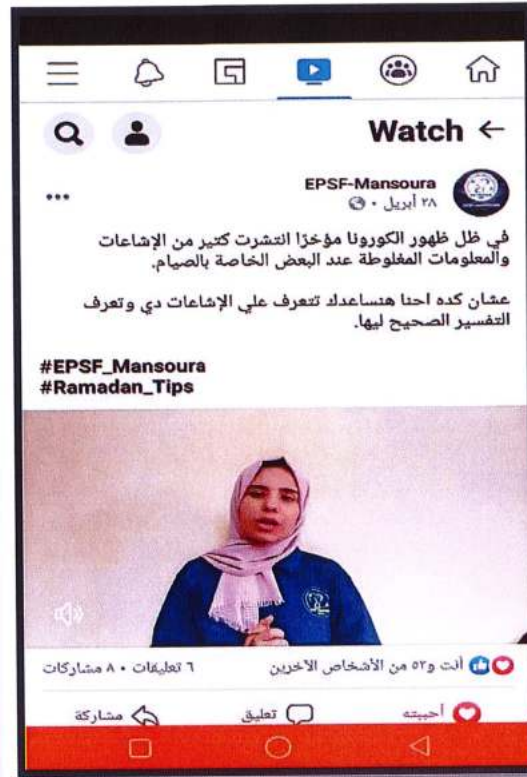 Watch
EPSF-Mansoura
٢٨ أبريل
في ظل ظهور الكورونا مؤخرًا انتشرت كتير من الإشاعات
والمعلومات المغلوطة عند البعض الخاصة بالصيام.
عشان كده احنا هنساعدك تتعرف علي الإشاعات دي وتعرف
التفسير الصحيح ليها.
#EPSF_Mansoura
#Ramadan_Tips
أنت و٥٢ من الأشخاص الآخرين
٦ تعليقات • ٨ مشاركات
أحببته
تعليق
مشاركة